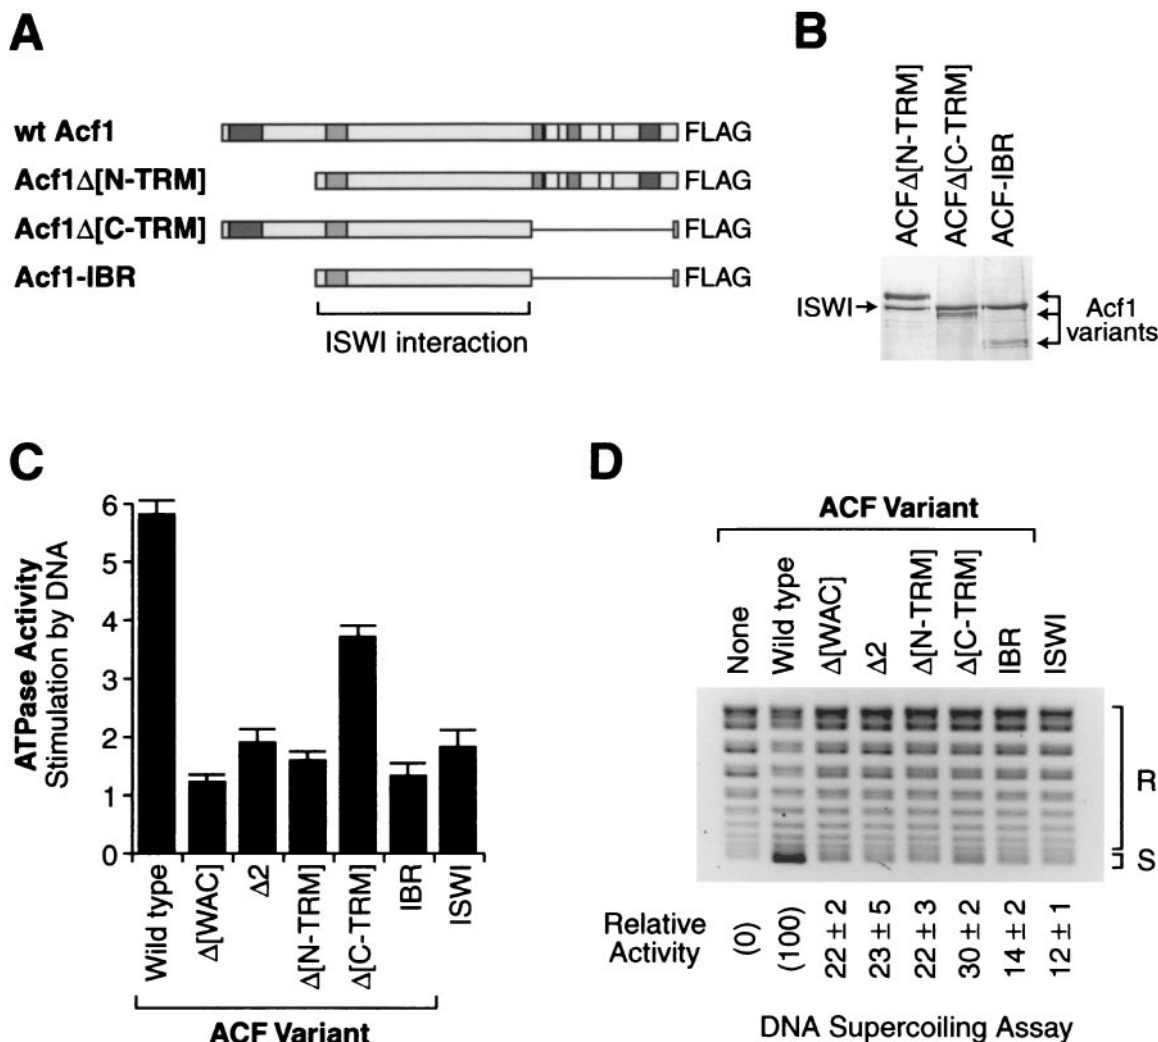 A
wt Acf1 FLAG
Acf1Δ[N-TRM] FLAG
Acf1Δ[C-TRM] FLAG
Acf1-IBR FLAG
ISWI interaction
B
ACFΔ[N-TRM]
ACFΔ[C-TRM]
ACF-IBR
ISWI
Acf1
variants
C
ATPase Activity
Stimulation by DNA
6
5
4
3
2
1
0
Wild type
Δ[WAC]
Δ2
Δ[N-TRM]
Δ[C-TRM]
IBR
ISWI
ACF Variant
D
ACF Variant
None
Wild type
Δ[WAC]
Δ2
Δ[N-TRM]
Δ[C-TRM]
IBR
ISWI
R
S
Relative
Activity
(0)
(100)
22 ± 2
23 ± 5
22 ± 3
30 ± 2
14 ± 2
12 ± 1
DNA Supercoiling Assay